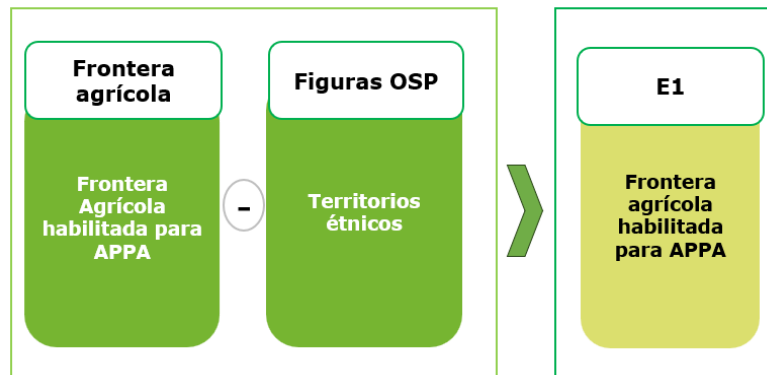 Frontera
agrícola
Frontera
Agrícola
habilitada para
APPA
-
Figuras OSP
Territorios
étnicos
E1
Frontera
agrícola
habilitada
para APPA